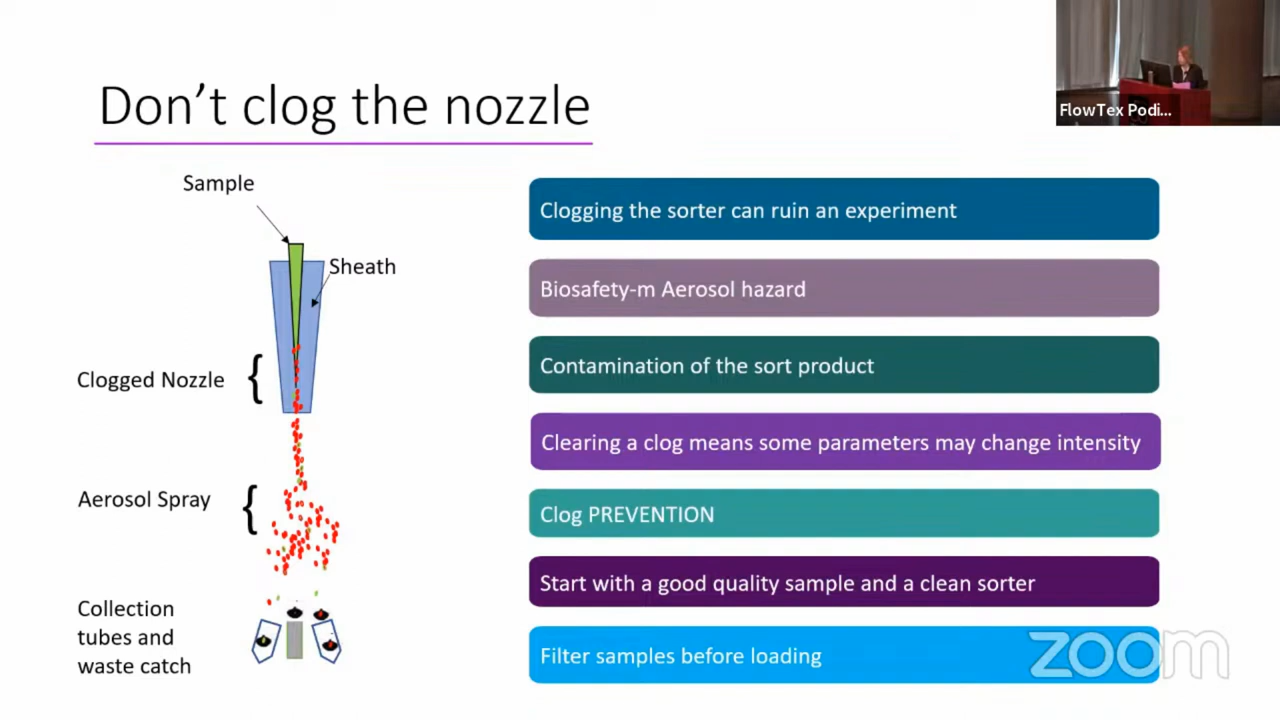 Don't clog the nozzle
FlowTex Podi...
Sample
Sheath
Clogged Nozzle
Aerosol Spray
Collection
tubes and
waste catch
Clogging the sorter can ruin an experiment
Biosafety-m Aerosol hazard
Contamination of the sort product
Clearing a clog means some parameters may change intensity
Clog PREVENTION
Start with a good quality sample and a clean sorter
Filter samples before loading
zoom